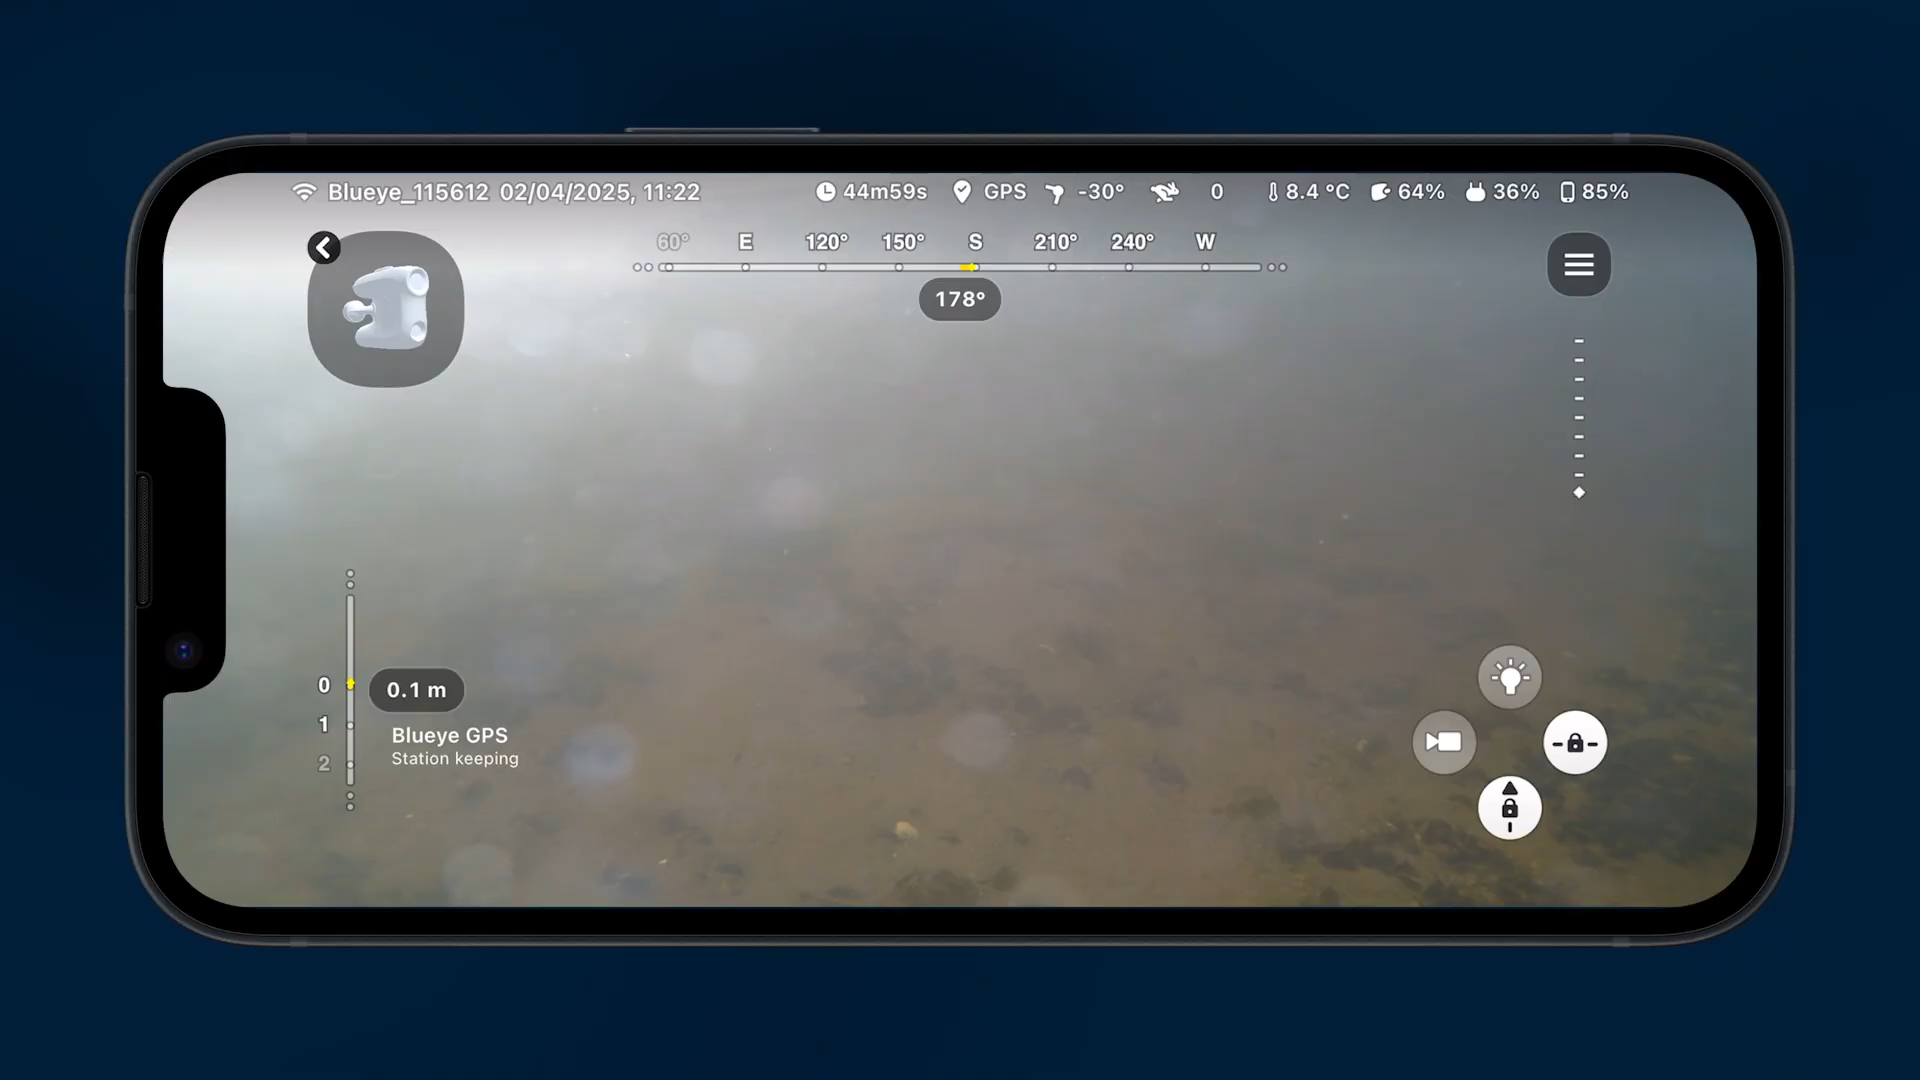 Blueye_115612 02/04/2025, 11:22 44m59s GPS -30° 0 8.4 °C 64% 36% 85%
60° E 120° 150° S 210° 240° W
178°
0 0.1 m
1 Blueye GPS
2 Station keeping